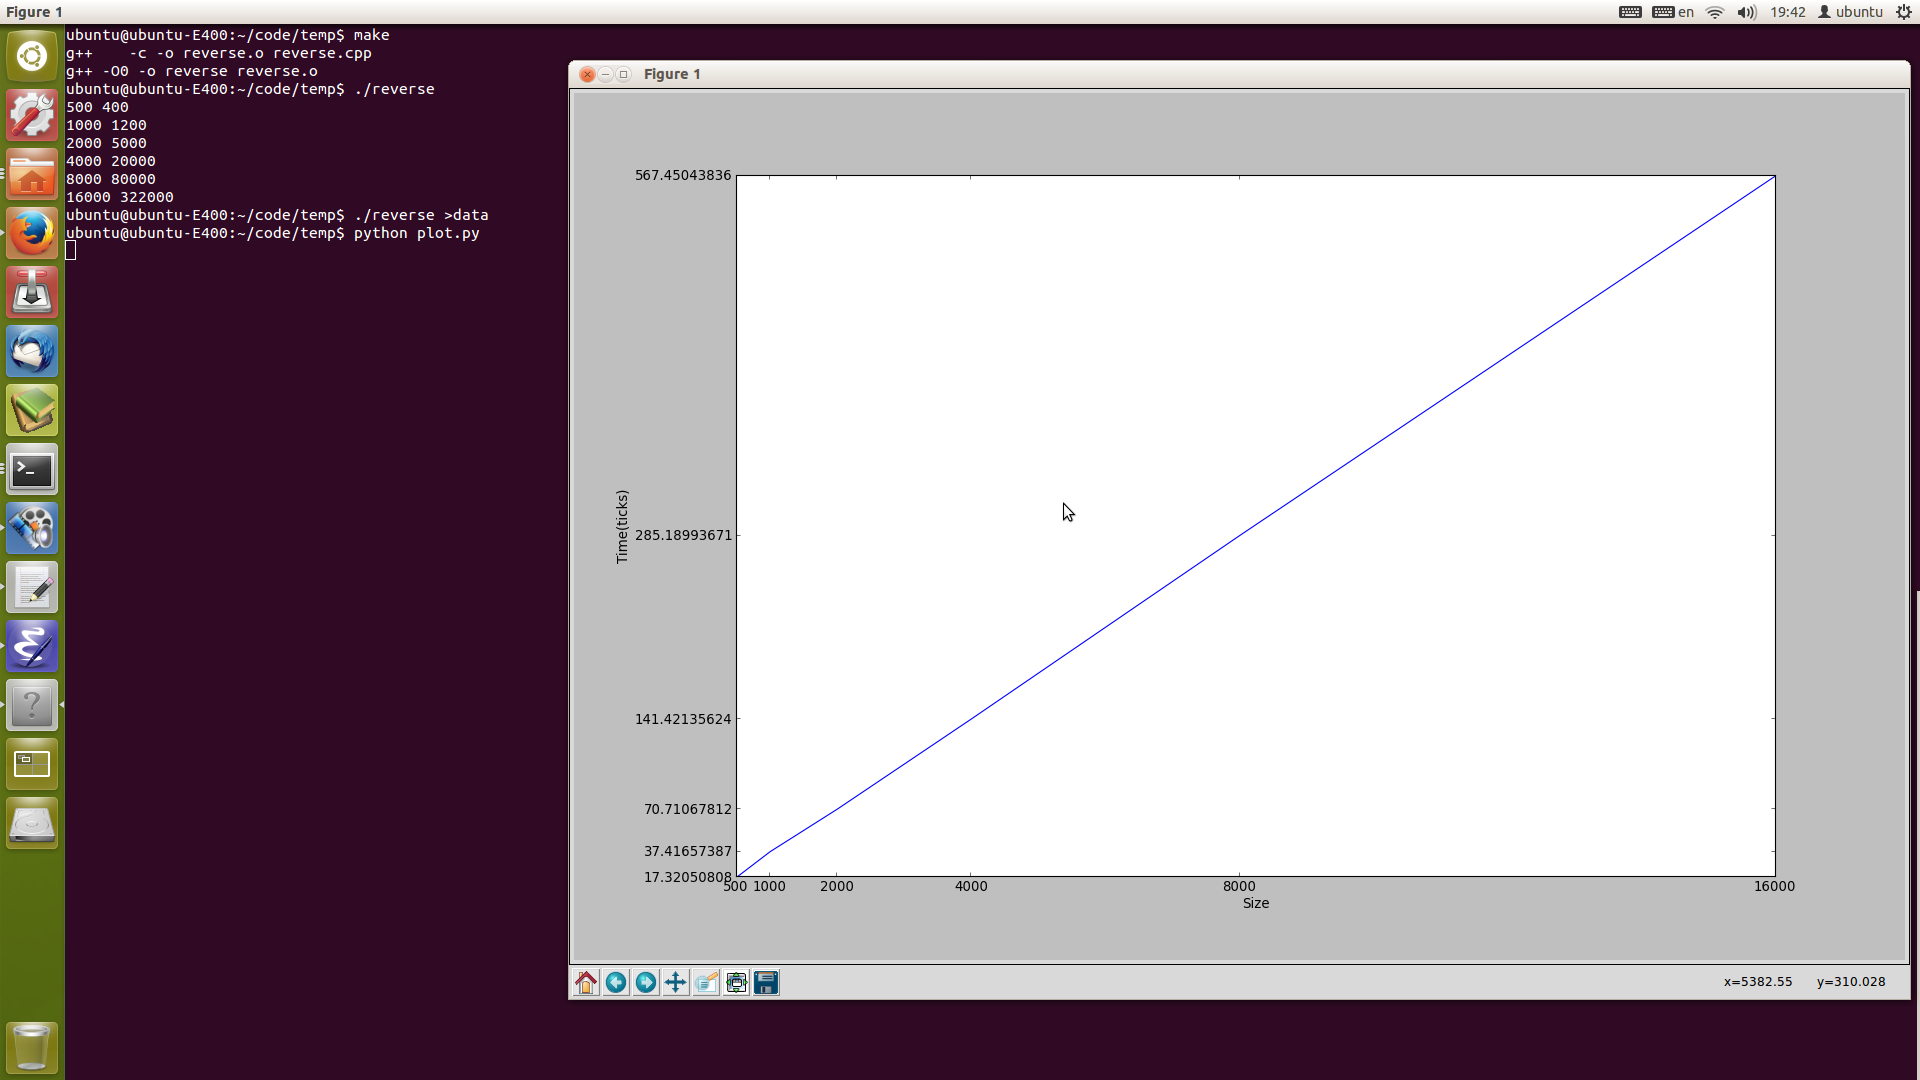 Figure 1
en
19:42
ubuntu
ubuntu@ubuntu-E400:~/code/temp$ make
g++    -c -o reverse.o reverse.cpp
g++ -O0 -o reverse reverse.o
ubuntu@ubuntu-E400:~/code/temp$ ./reverse
500 400
1000 1200
2000 5000
4000 20000
8000 80000
16000 322000
ubuntu@ubuntu-E400:~/code/temp$ ./reverse >data
ubuntu@ubuntu-E400:~/code/temp$ python plot.py
Figure 1
567.45043836
285.18993671
141.42135624
70.71067812
37.41657387
17.32050808
Time(ticks)
500 1000 2000 4000 8000 16000
Size
x=5382.55 y=310.028